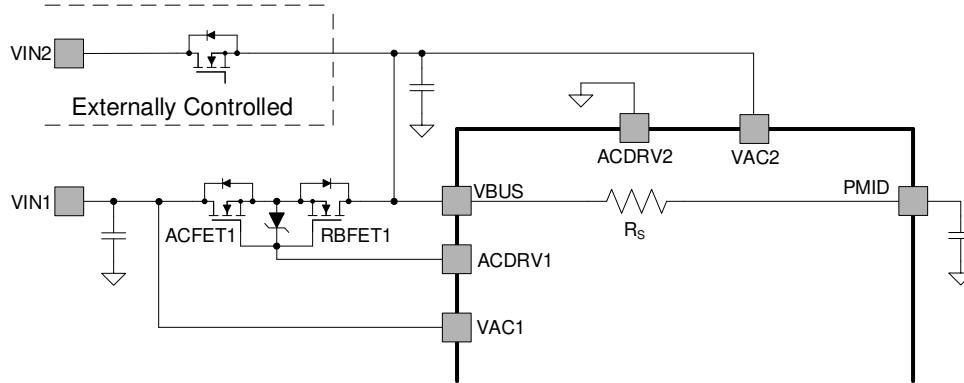 VIN2
Externally Controlled
ACDRV2
VAC2
VIN1
ACFET1
RBFET1
VBUS
RS
PMID
ACDRV1
VAC1